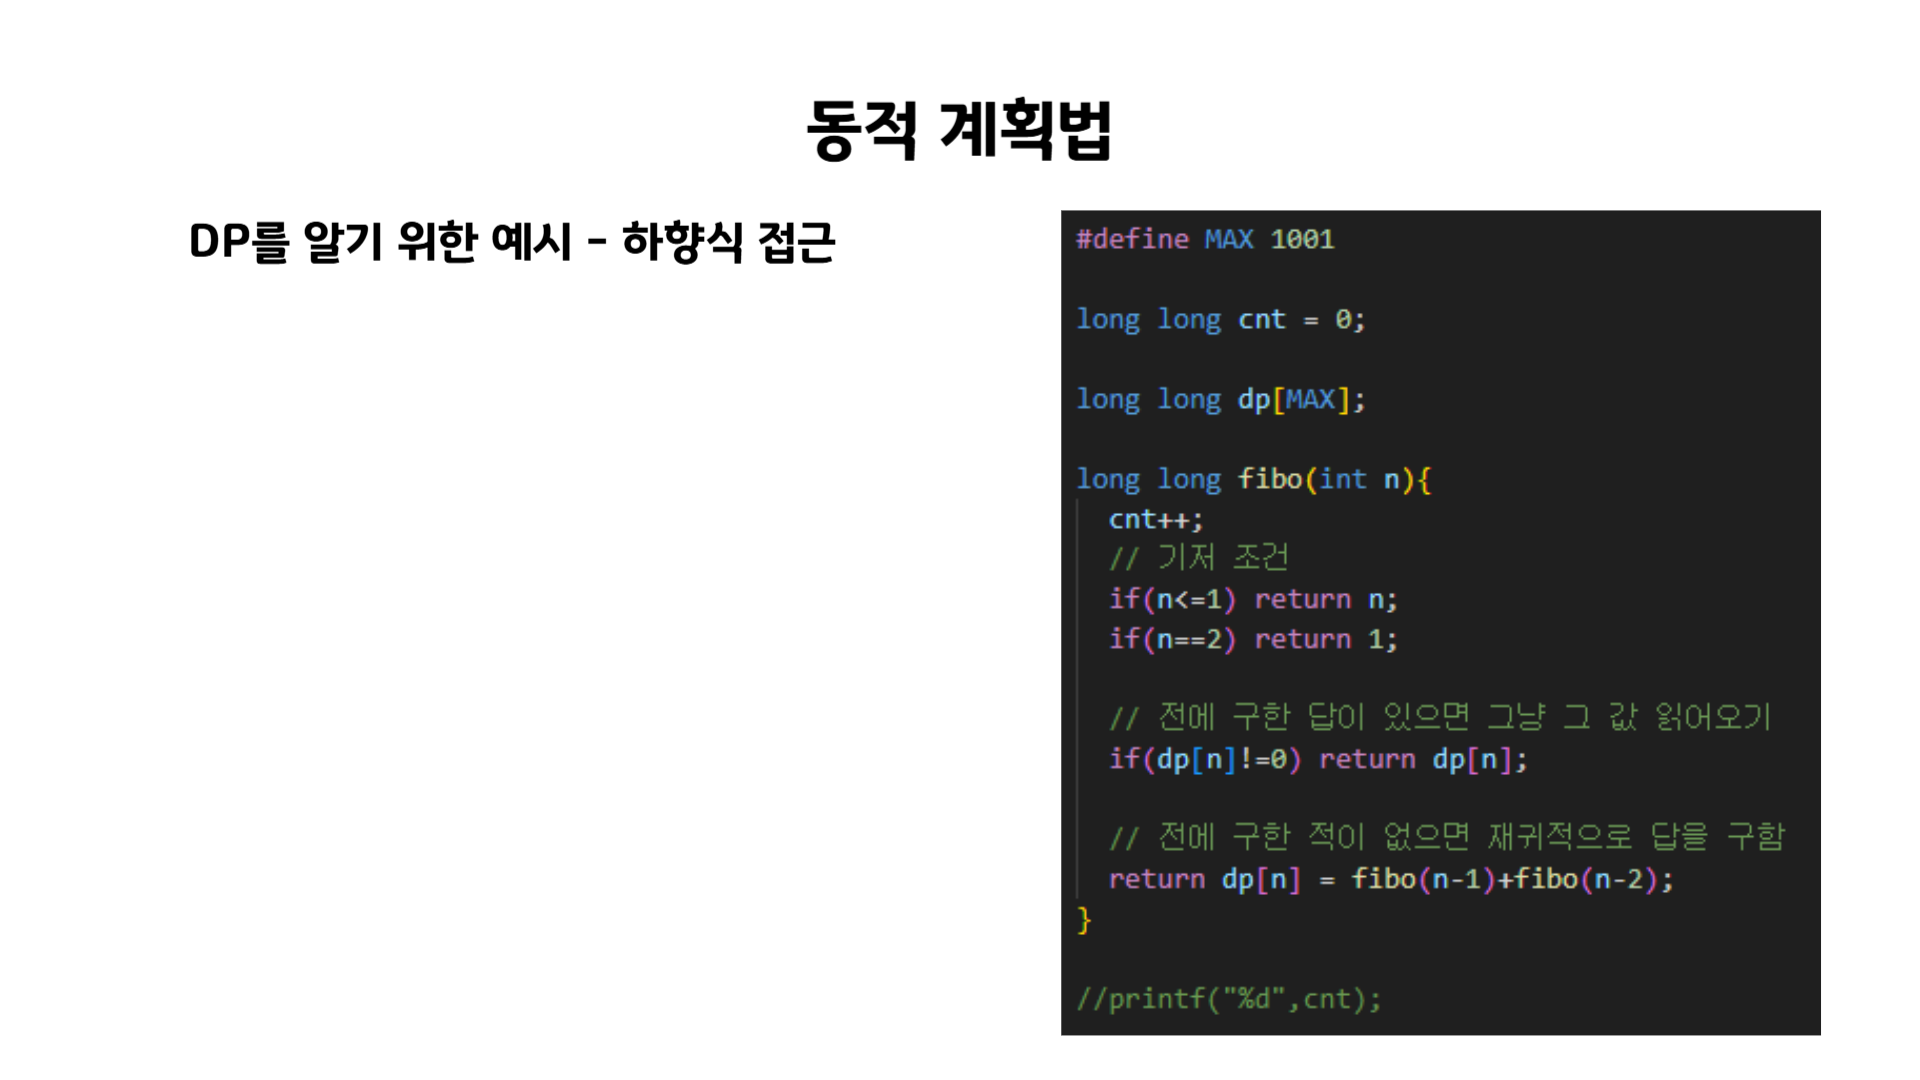 동적 계획법
DP를 알기 위한 예시 - 하향식 접근
#define MAX 1001
long long cnt = 0;
long long dp[MAX];
long long fibo(int n){
cnt++;
// 기저 조건
if(n<=1) return n;
if(n==2) return 1;
// 전에 구한 답이 있으면 그냥 그 값 읽어오기
if(dp[n]!=0) return dp[n];
// 전에 구한 적이 없으면 재귀적으로 답을 구함
return dp[n] = fibo(n-1)+fibo(n-2);
}
//printf("%d",cnt);